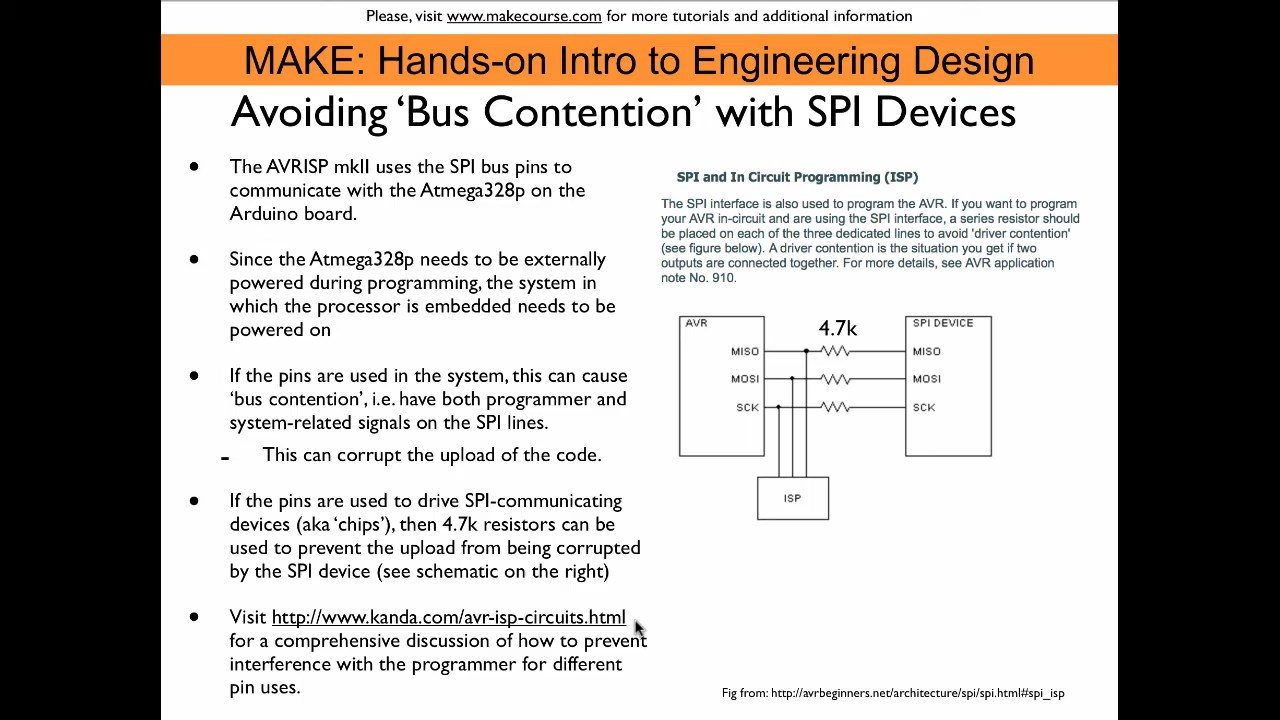 Please, visit www.makecourse.com for more tutorials and additional information
MAKE: Hands-on Intro to Engineering Design
Avoiding ‘Bus Contention’ with SPI Devices
• The AVRISP mkII uses the SPI bus pins to
communicate with the Atmega328p on the
Arduino board.
• Since the Atmega328p needs to be externally
powered during programming, the system in
which the processor is embedded needs to be
powered on
• If the pins are used in the system, this can cause
‘bus contention’, i.e. have both programmer and
system-related signals on the SPI lines.
- This can corrupt the upload of the code.
• If the pins are used to drive SPI-communicating
devices (aka ‘chips’), then 4.7k resistors can be
used to prevent the upload from being corrupted
by the SPI device (see schematic on the right)
• Visit http://www.kanda.com/avr-isp-circuits.html
for a comprehensive discussion of how to prevent
interference with the programmer for different
pin uses.
SPI and In Circuit Programming (ISP)
The SPI interface is also used to program the AVR. If you want to program
your AVR in-circuit and are using the SPI interface, a series resistor should
be placed on each of the three dedicated lines to avoid 'driver contention'
(see figure below). A driver contention is the situation you get if two
outputs are connected together. For more details, see AVR application
note No. 910.
AVR 4.7k SPI DEVICE
MISO MISO
MOSI MOSI
SCK SCK
ISP
Fig from: http://avrbeginners.net/architecture/spi/spi.html#spi_isp